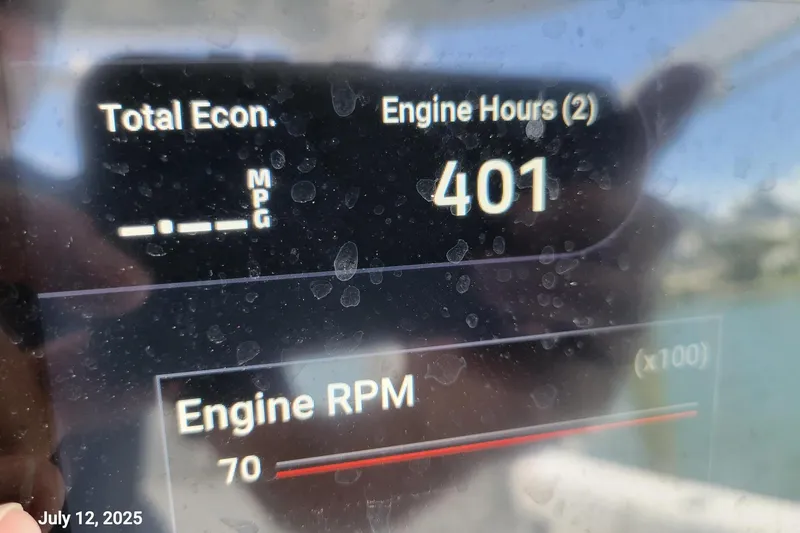 Total Econ.
Engine Hours (2)
_._ _ MPG
401
Engine RPM
(x100)
70
July 12, 2025